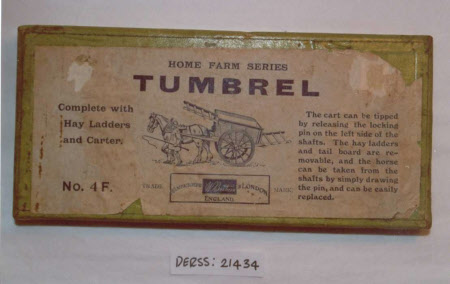 HOME FARM SERIES
TUMBREL
Complete with
Hay Ladders
and Carter.
No. 4 F.
The cart can be tipped
by releasing the locking
pin on the left side of the
shafts. The hay ladders
and tail board are re-
movable, and the horse
can be taken from the
shafts by simply drawing
the pin, and can be easily
replaced.
TRADE MARK
LONDON
ENGLAND
DERSS: 21434